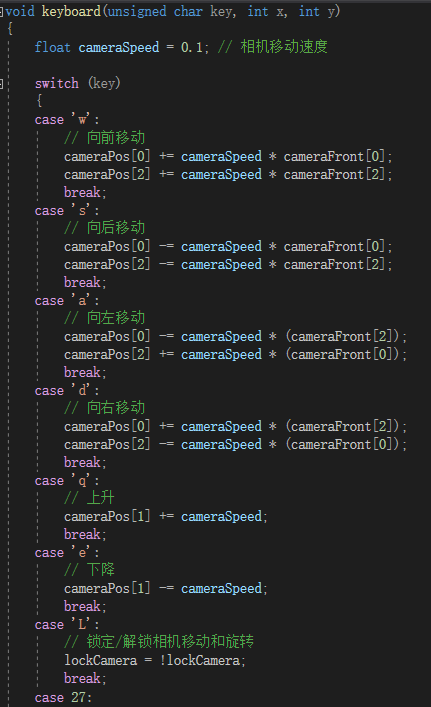 void keyboard(unsigned char key, int x, int y)
{
float cameraSpeed = 0.1; // 相机移动速度
switch (key)
{
case 'w':
// 向前移动
cameraPos[0] += cameraSpeed * cameraFront[0];
cameraPos[2] += cameraSpeed * cameraFront[2];
break;
case 's':
// 向后移动
cameraPos[0] -= cameraSpeed * cameraFront[0];
cameraPos[2] -= cameraSpeed * cameraFront[2];
break;
case 'a':
// 向左移动
cameraPos[0] -= cameraSpeed * (cameraFront[2]);
cameraPos[2] += cameraSpeed * (cameraFront[0]);
break;
case 'd':
// 向右移动
cameraPos[0] += cameraSpeed * (cameraFront[2]);
cameraPos[2] -= cameraSpeed * (cameraFront[0]);
break;
case 'q':
// 上升
cameraPos[1] += cameraSpeed;
break;
case 'e':
// 下降
cameraPos[1] -= cameraSpeed;
break;
case 'L':
// 锁定/解锁相机移动和旋转
lockCamera = !lockCamera;
break;
case 27: